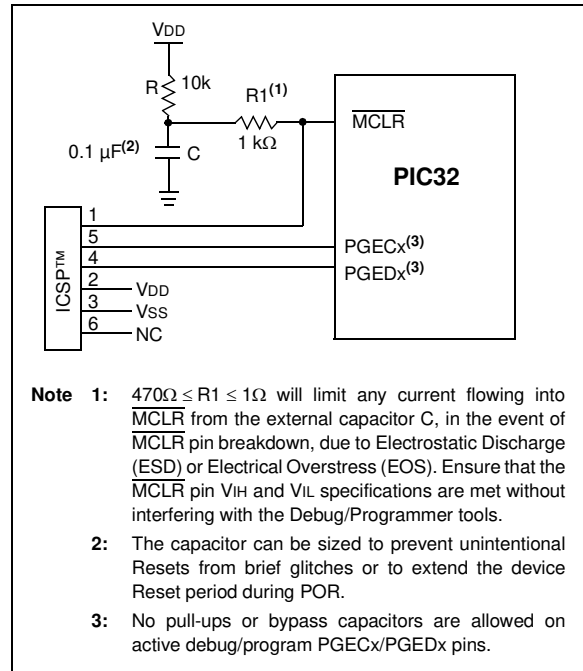 VDD
R 10k
R1(1)
1 kΩ
0.1 µF(2) C
MCLR
PIC32
ICSP™
1
5
4
2 VDD
3 VSS
6 NC
PGECx(3)
PGEDx(3)
Note 1: 470Ω ≤ R1 ≤ 1Ω will limit any current flowing into
MCLR from the external capacitor C, in the event of
MCLR pin breakdown, due to Electrostatic Discharge
(ESD) or Electrical Overstress (EOS). Ensure that the
MCLR pin VIH and VIL specifications are met without
interfering with the Debug/Programmer tools.
2: The capacitor can be sized to prevent unintentional
Resets from brief glitches or to extend the device
Reset period during POR.
3: No pull-ups or bypass capacitors are allowed on
active debug/program PGECx/PGEDx pins.